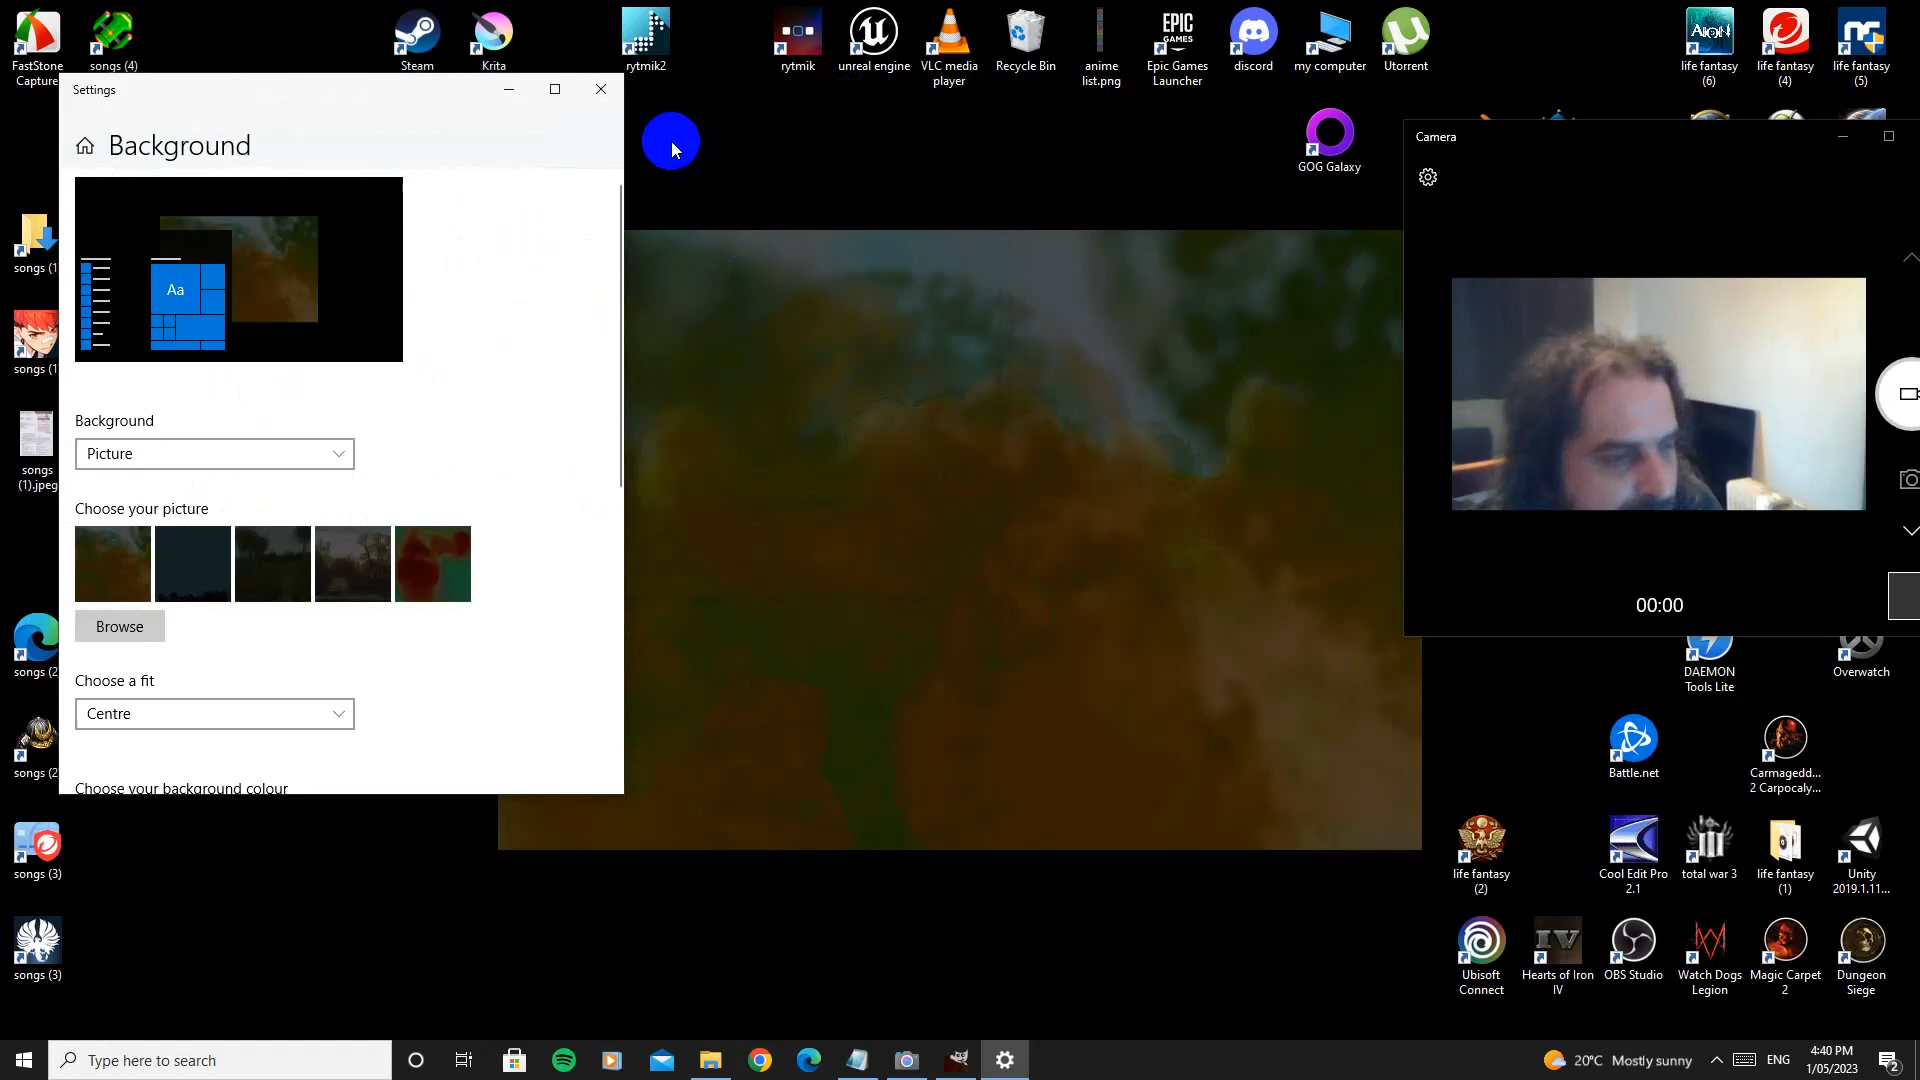 FastStone
Capture
songs (4)
Steam
Krita
rytmik2
rytmik
unreal engine
VLC media
player
Recycle Bin
anime
list.png
EPIC
GAMES
Epic Games
Launcher
discord
my computer
Utorrent
AION
life fantasy
(6)
life fantasy
(4)
life fantasy
(5)
GOG Galaxy
Settings
Background
Aa
Background
Picture
Choose your picture
Browse
Choose a fit
Centre
Choose your background colour
songs (1
songs (1
songs
(1).jpeg
songs (2
songs (2
songs (3)
songs (3)
Camera
00:00
DAEMON
Tools Lite
Overwatch
Battle.net
Carmagedd...
2 Carpocaly...
life fantasy
(2)
Cool Edit Pro
2.1
total war 3
life fantasy
(1)
Unity
2019.1.11...
Ubisoft
Connect
IV
Hearts of Iron
IV
OBS Studio
Watch Dogs
Legion
Magic Carpet
2
Dungeon
Siege
Type here to search
20°C Mostly sunny
ENG
4:40 PM
1/05/2023
2